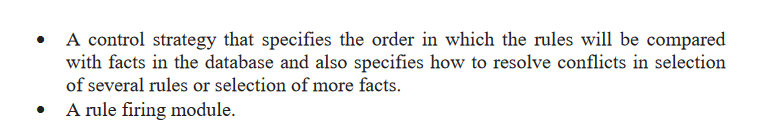 • A control strategy that specifies the order in which the rules will be compared
with facts in the database and also specifies how to resolve conflicts in selection
of several rules or selection of more facts.
• A rule firing module.